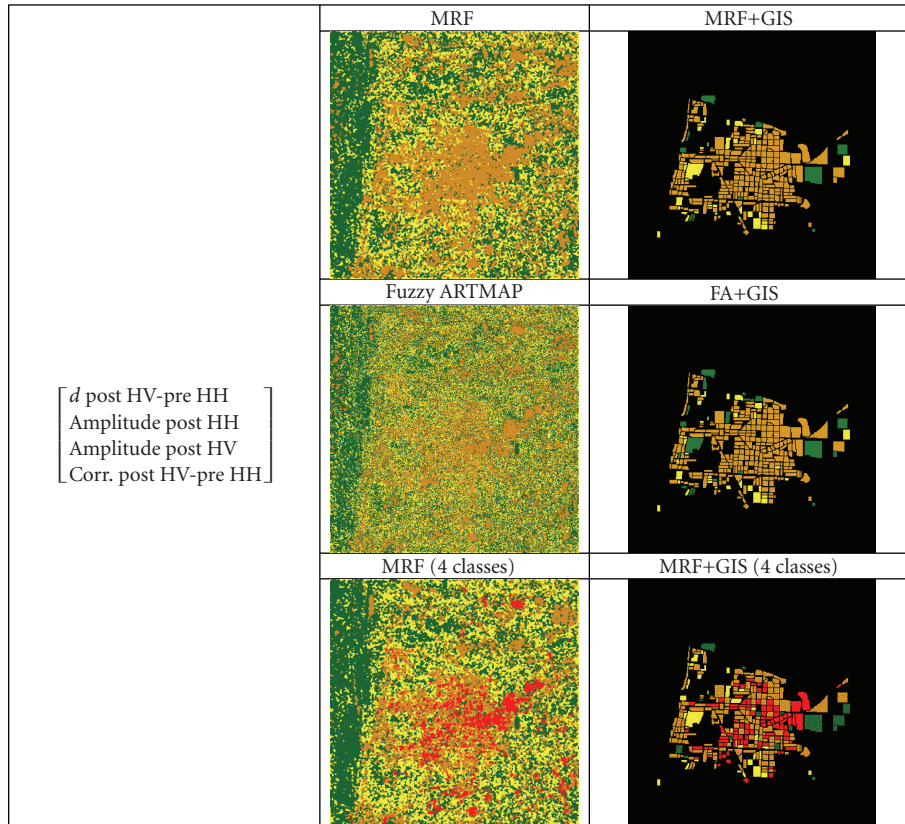 MRF
MRF+GIS
Fuzzy ARTMAP
FA+GIS
d post HV-pre HH
Amplitude post HH
Amplitude post HV
Corr. post HV-pre HH
MRF (4 classes)
MRF+GIS (4 classes)